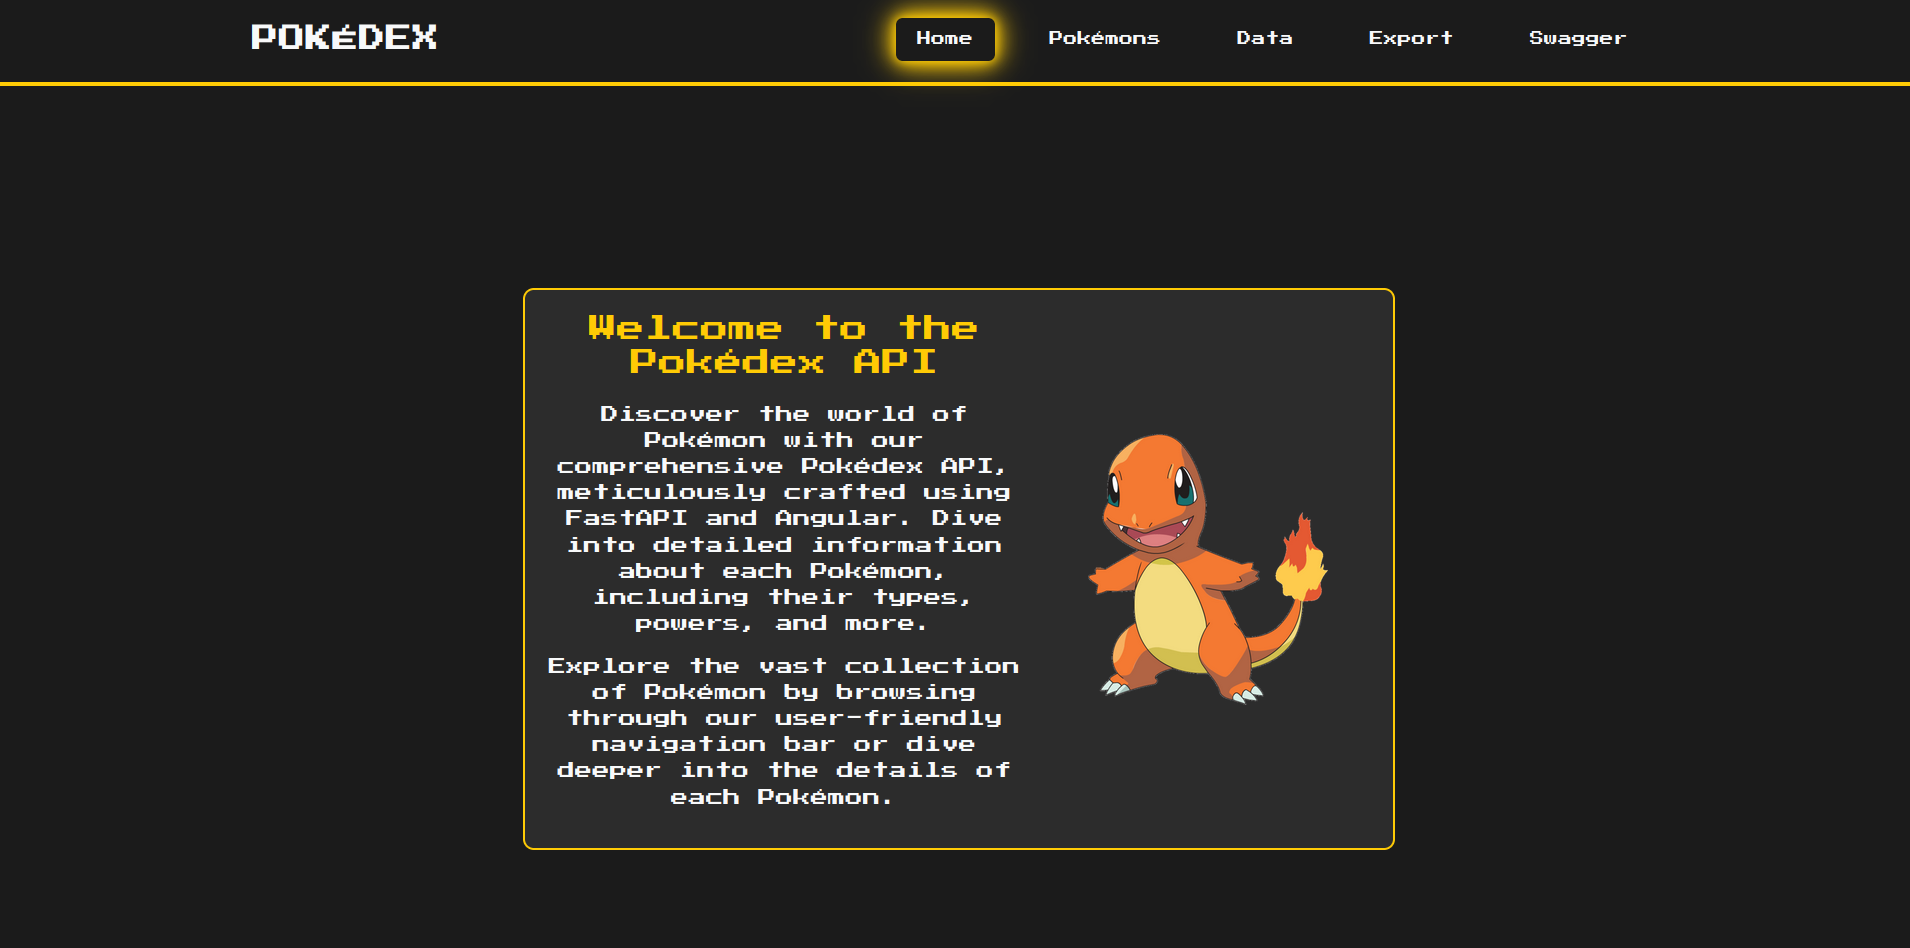 POKéDEX
Home
Pokémons
Data
Export
Swagger
Welcome to the
Pokédex API
Discover the world of
Pokémon with our
comprehensive Pokédex API,
meticulously crafted using
FastAPI and Angular. Dive
into detailed information
about each Pokémon,
including their types,
powers, and more.
Explore the vast collection
of Pokémon by browsing
through our user-friendly
navigation bar or dive
deeper into the details of
each Pokémon.